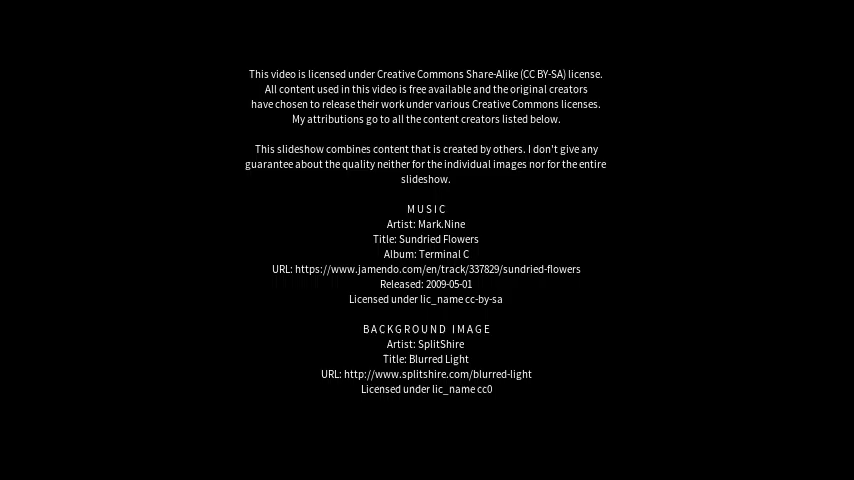 This video is licensed under Creative Commons Share-Alike (CC BY-SA) license.
All content used in this video is free available and the original creators
have chosen to release their work under various Creative Commons licenses.
My attributions go to all the content creators listed below.
This slideshow combines content that is created by others. I don't give any
guarantee about the quality neither for the individual images nor for the entire
slideshow.
MUSIC
Artist: Mark.Nine
Title: Sundried Flowers
Album: Terminal C
URL: https://www.jamendo.com/en/track/337829/sundried-flowers
Released: 2009-05-01
Licensed under lic_name cc-by-sa
BACKGROUND IMAGE
Artist: SplitShire
Title: Blurred Light
URL: http://www.splitshire.com/blurred-light
Licensed under lic_name cc0